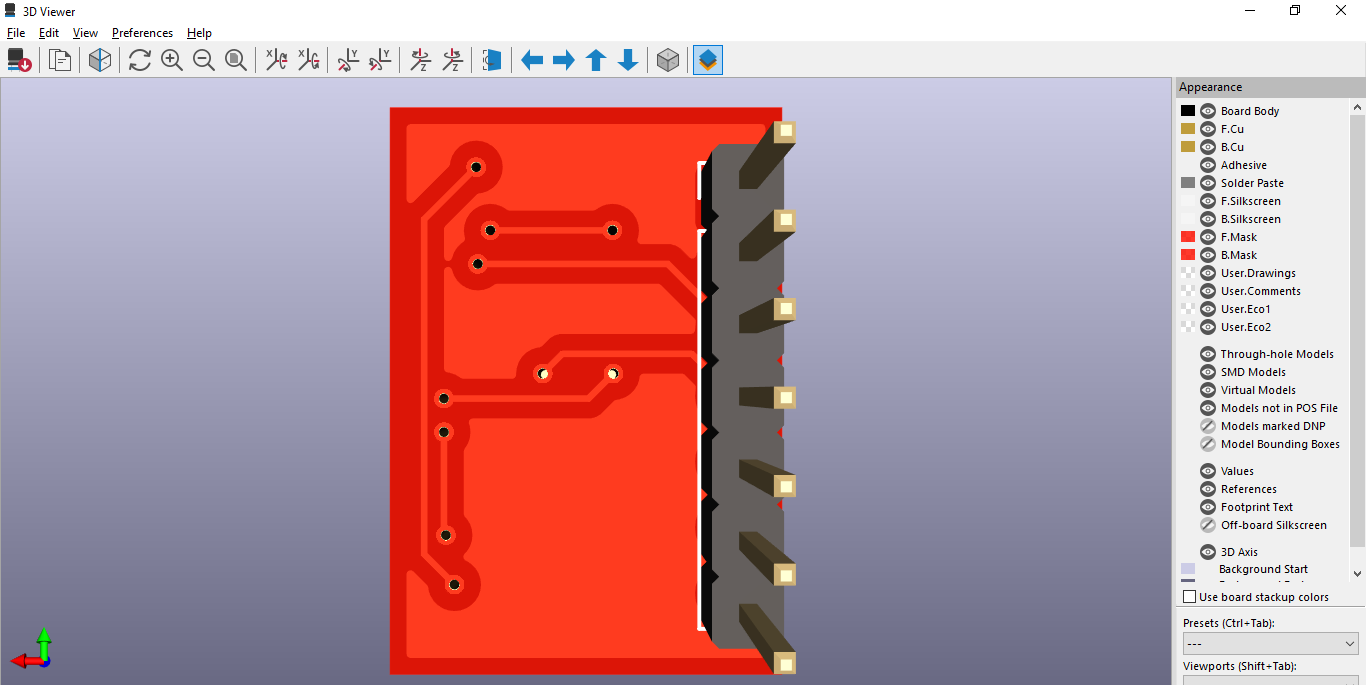 3D Viewer
File Edit View Preferences Help
X X Y Y Z Z
Appearance
Board Body
F.Cu
B.Cu
Adhesive
Solder Paste
F.Silkscreen
B.Silkscreen
F.Mask
B.Mask
User.Drawings
User.Comments
User.Eco1
User.Eco2
Through-hole Models
SMD Models
Virtual Models
Models not in POS File
Models marked DNP
Model Bounding Boxes
Values
References
Footprint Text
Off-board Silkscreen
3D Axis
Background Start
Use board stackup colors
Presets (Ctrl+Tab):
---
Viewports (Shift+Tab):